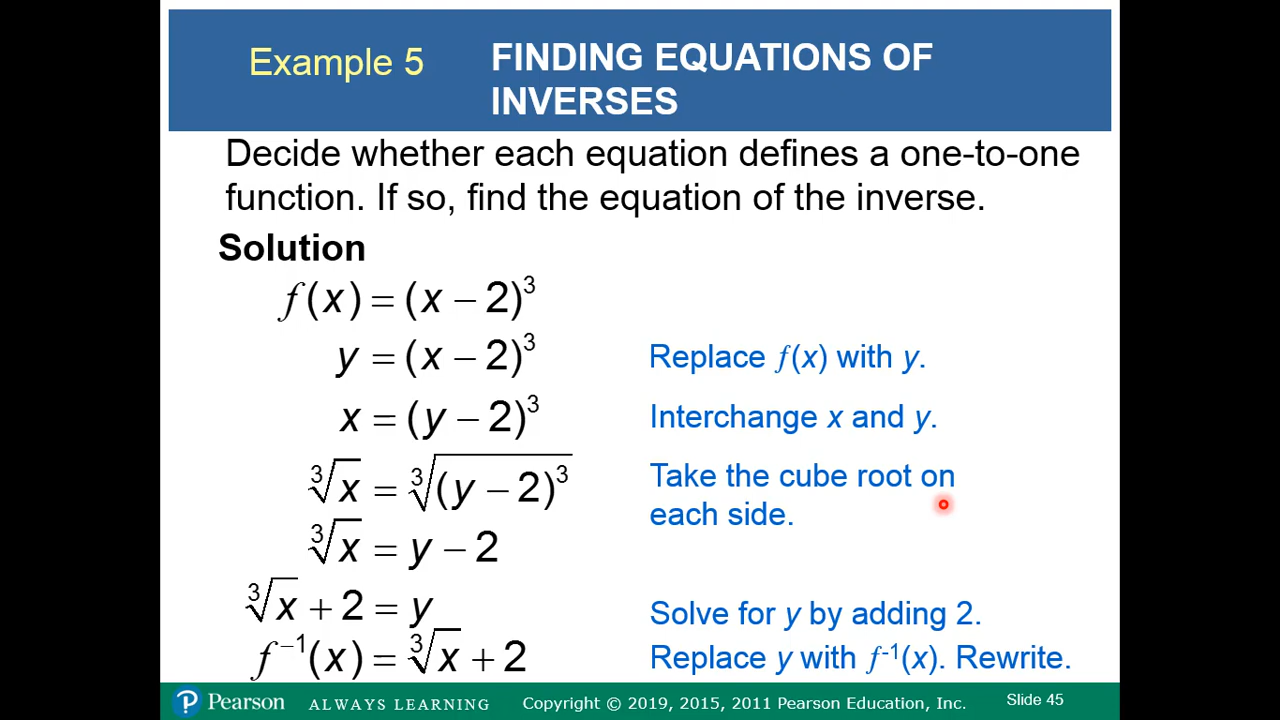 Example 5
FINDING EQUATIONS OF
INVERSES
Decide whether each equation defines a one-to-one
function. If so, find the equation of the inverse.
Solution
f(x) = (x − 2)³
y = (x − 2)³ Replace f(x) with y.
x = (y − 2)³ Interchange x and y.
∛x = ∛(y − 2)³ Take the cube root on
each side.
∛x = y − 2
∛x + 2 = y Solve for y by adding 2.
f⁻¹(x) = ∛x + 2 Replace y with f⁻¹(x). Rewrite.
P Pearson ALWAYS LEARNING Copyright © 2019, 2015, 2011 Pearson Education, Inc. Slide 45